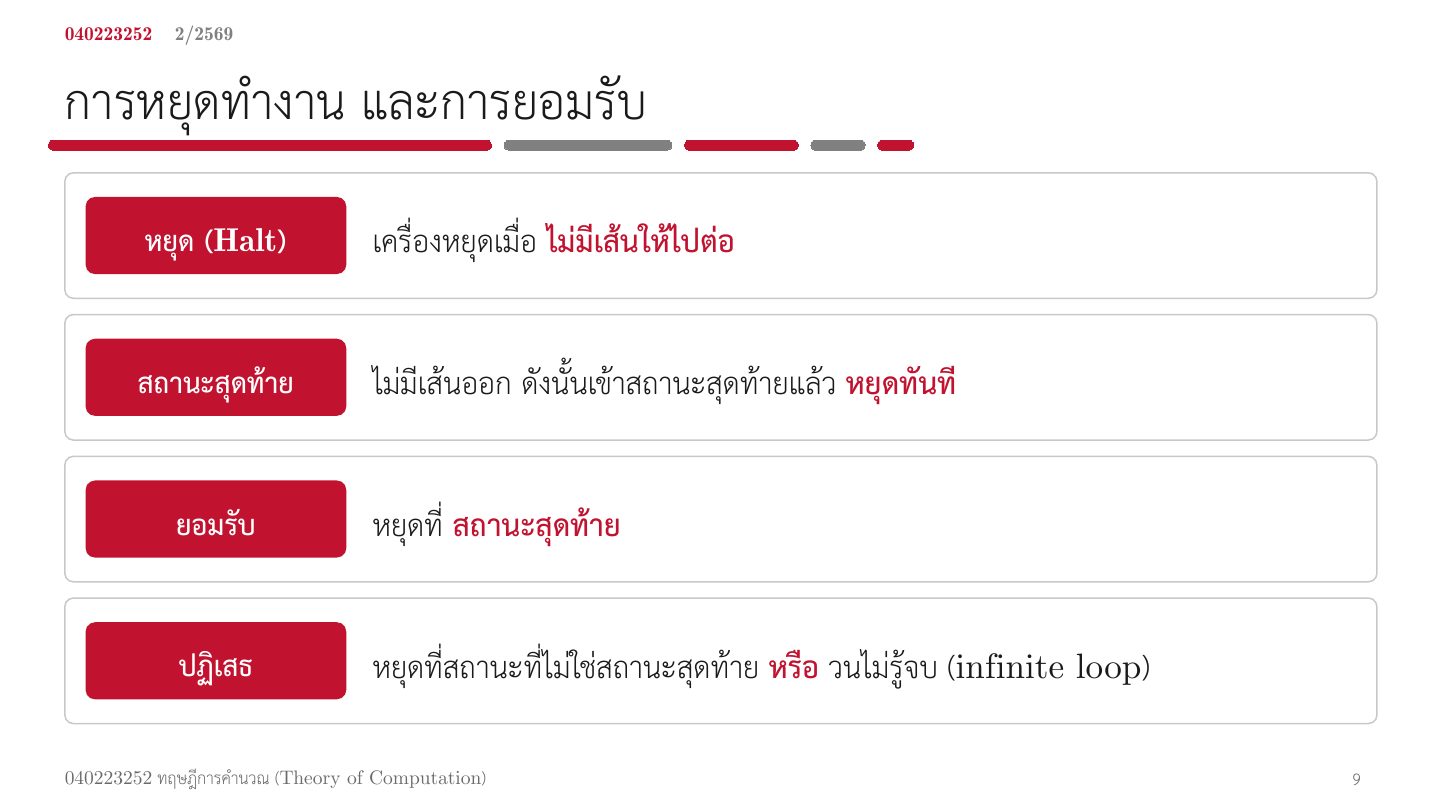 040223252 2/2569
การหยุดทำงาน และการยอมรับ
หยุด (Halt)
เครื่องหยุดเมื่อ ไม่มีเส้นให้ไปต่อ
สถานะสุดท้าย
ไม่มีเส้นออก ดังนั้นเข้าสถานะสุดท้ายแล้ว หยุดทันที
ยอมรับ
หยุดที่ สถานะสุดท้าย
ปฏิเสธ
หยุดที่สถานะที่ไม่ใช่สถานะสุดท้าย หรือ วนไม่รู้จบ (infinite loop)
040223252 ทฤษฎีการคำนวณ (Theory of Computation)
9